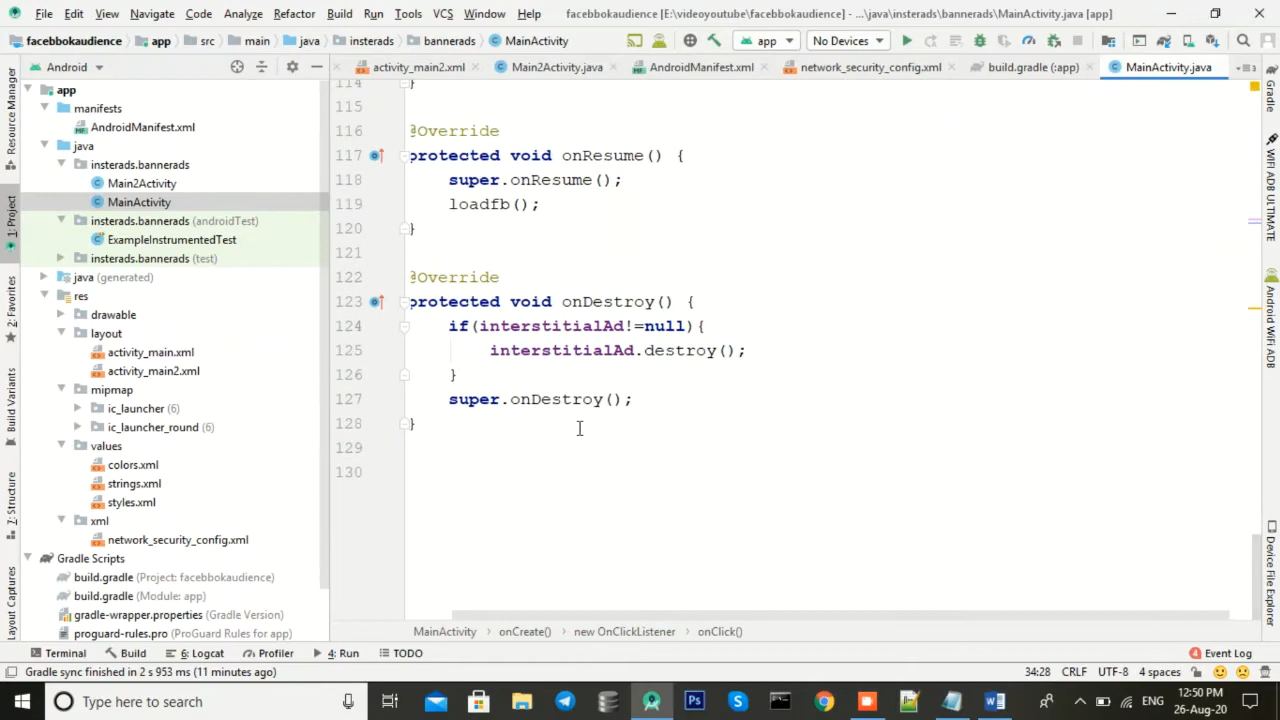 File Edit View Navigate Code Analyze Refactor Build Run Tools VCS Window Help facebbokaudience [E:\videoyoutube\facebbokaudience] - ...\java\insterads\bannerads\MainActivity.java [app]
facebbokaudience app src main java insterads bannerads MainActivity app No Devices
Android activity_main2.xml Main2Activity.java AndroidManifest.xml network_security_config.xml build.gradle (:app) MainActivity.java
app
manifests
AndroidManifest.xml
java
insterads.bannerads
Main2Activity
MainActivity
insterads.bannerads (androidTest)
ExampleInstrumentedTest
insterads.bannerads (test)
java (generated)
res
drawable
layout
activity_main.xml
activity_main2.xml
mipmap
ic_launcher (6)
ic_launcher_round (6)
values
colors.xml
strings.xml
styles.xml
xml
network_security_config.xml
Gradle Scripts
build.gradle (Project: facebbokaudience)
build.gradle (Module: app)
gradle-wrapper.properties (Gradle Version)
proguard-rules.pro (ProGuard Rules for app)
Resource Manager
1: Project
2: Favorites
Build Variants
Z: Structure
Layout Captures
114 }
115
116 @Override
117 protected void onResume() {
118 super.onResume();
119 loadfb();
120 }
121
122 @Override
123 protected void onDestroy() {
124 if(interstitialAd!=null){
125 interstitialAd.destroy();
126 }
127 super.onDestroy();
128 }
129
130
Gradle
WIFI ADB ULTIMATE
Android WiFi ADB
Device File Explorer
MainActivity onCreate() new OnClickListener onClick()
Terminal Build 6: Logcat Profiler 4: Run TODO 4 Event Log
Gradle sync finished in 2 s 953 ms (11 minutes ago) 34:28 CRLF UTF-8 4 spaces
Type here to search ENG 12:50 PM
26-Aug-20